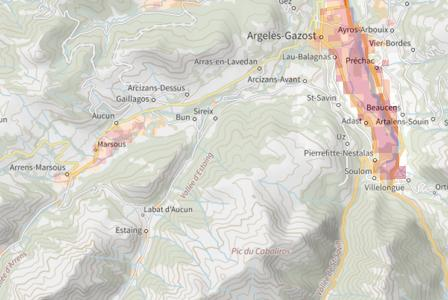 Gez
Ayros-Arbouix
Argelès-Gazost
Vier-Bordes
Lau-Balagnas
Arras-en-Lavedan
Préchac
Arcizans-Avant
Arcizans-Dessus
Gaillagos
St-Savin
Beaucens
Sireix
Aucun
Bun
Adast
Artalens-Souin
Uz
Marsous
Pierrefitte-Nestalas
Vallée d'Estaing
Arrens-Marsous
Soulom
Villelongue
Labat d'Aucun
Estaing
Pic du Cabaliros